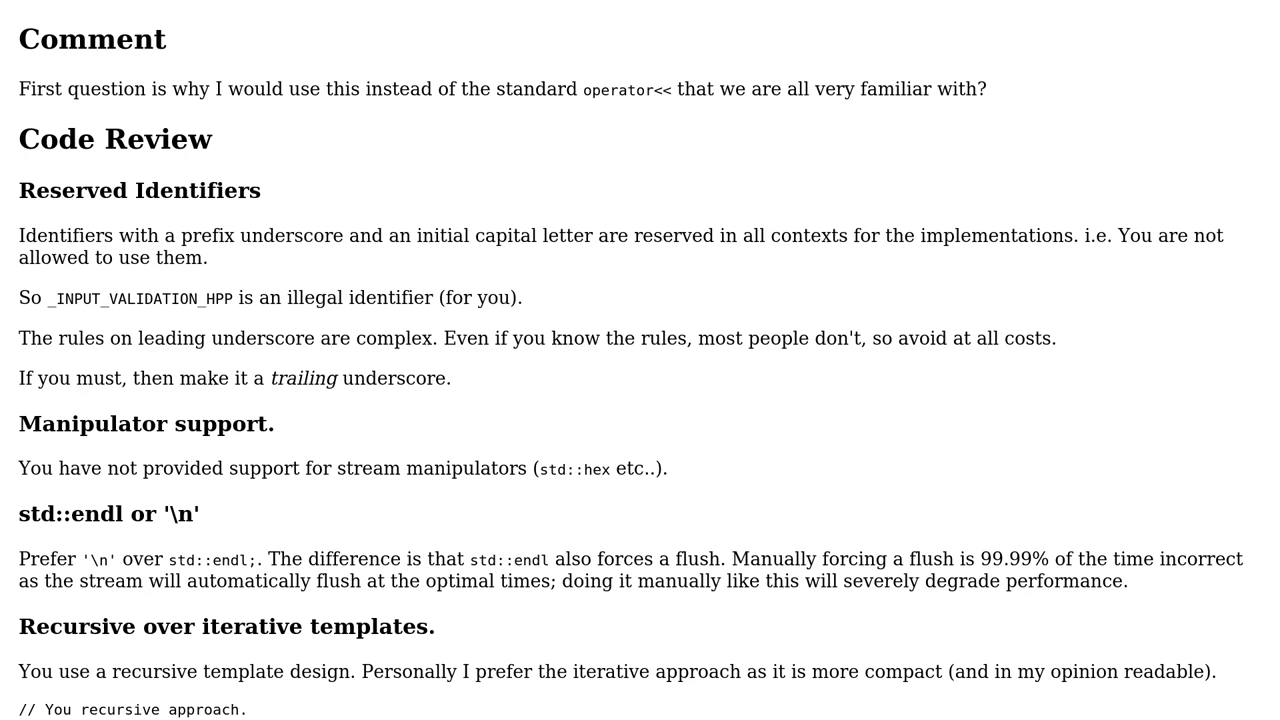 Comment
First question is why I would use this instead of the standard operator<< that we are all very familiar with?
Code Review
Reserved Identifiers
Identifiers with a prefix underscore and an initial capital letter are reserved in all contexts for the implementations. i.e. You are not
allowed to use them.
So _INPUT_VALIDATION_HPP is an illegal identifier (for you).
The rules on leading underscore are complex. Even if you know the rules, most people don't, so avoid at all costs.
If you must, then make it a trailing underscore.
Manipulator support.
You have not provided support for stream manipulators (std::hex etc..).
std::endl or '\n'
Prefer '\n' over std::endl;. The difference is that std::endl also forces a flush. Manually forcing a flush is 99.99% of the time incorrect
as the stream will automatically flush at the optimal times; doing it manually like this will severely degrade performance.
Recursive over iterative templates.
You use a recursive template design. Personally I prefer the iterative approach as it is more compact (and in my opinion readable).
// You recursive approach.